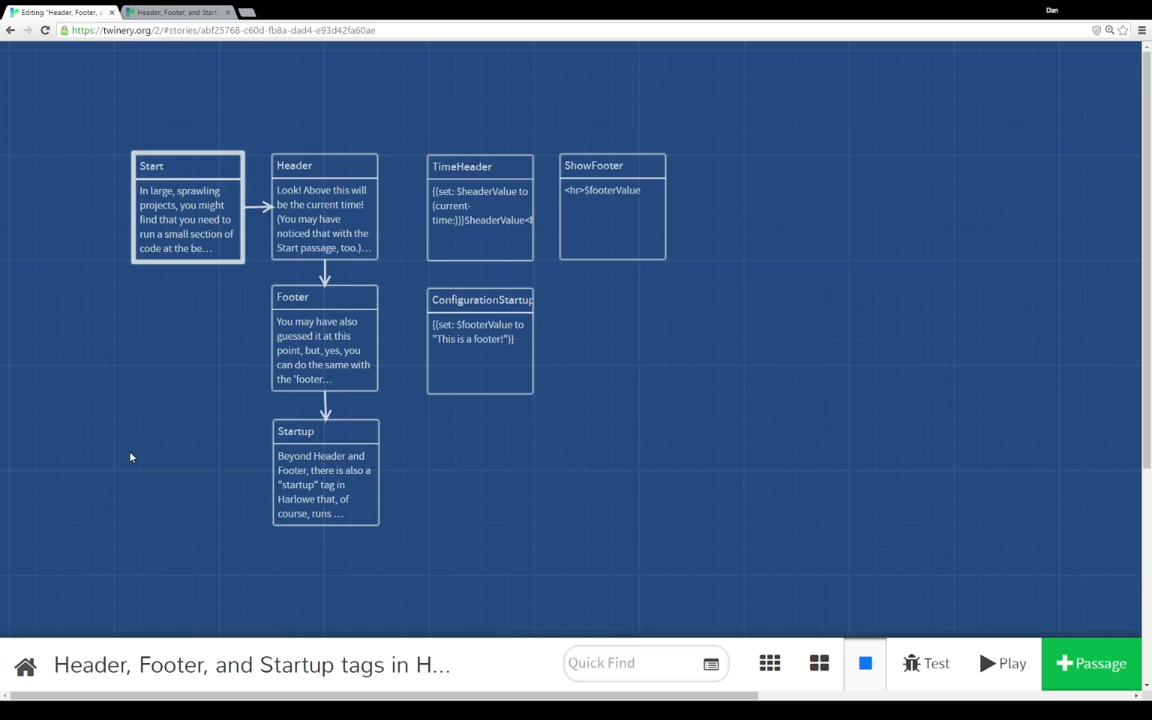 Editing "Header, Footer, a
Header, Footer, and Start
Dan
https://twinery.org/2/#stories/abf25768-c60d-fb8a-dad4-e93d42fa60ae
Start
In large, sprawling
projects, you might
find that you need to
run a small section of
code at the be...
Header
Look! Above this will
be the current time!
(You may have
noticed that with the
Start passage, too.)...
TimeHeader
{(set: $headerValue to
(current-
time:))}$headerValue<h
ShowFooter
<hr>$footerValue
Footer
You may have also
guessed it at this
point, but, yes, you
can do the same with
the 'footer...
ConfigurationStartup
{(set: $footerValue to
"This is a footer!")}
Startup
Beyond Header and
Footer, there is also a
"startup" tag in
Harlowe that, of
course, runs ...
Header, Footer, and Startup tags in H...
Quick Find
Test
Play
+Passage